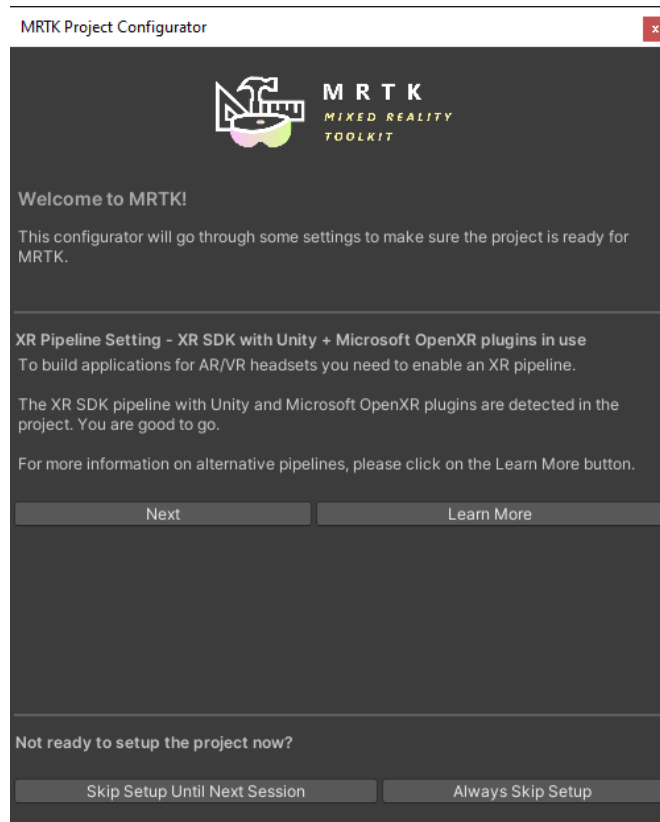 MRTK Project Configurator
x
MRTK
MIXED REALITY
TOOLKIT
Welcome to MRTK!
This configurator will go through some settings to make sure the project is ready for
MRTK.
XR Pipeline Setting - XR SDK with Unity + Microsoft OpenXR plugins in use
To build applications for AR/VR headsets you need to enable an XR pipeline.
The XR SDK pipeline with Unity and Microsoft OpenXR plugins are detected in the
project. You are good to go.
For more information on alternative pipelines, please click on the Learn More button.
Next
Learn More
Not ready to setup the project now?
Skip Setup Until Next Session
Always Skip Setup